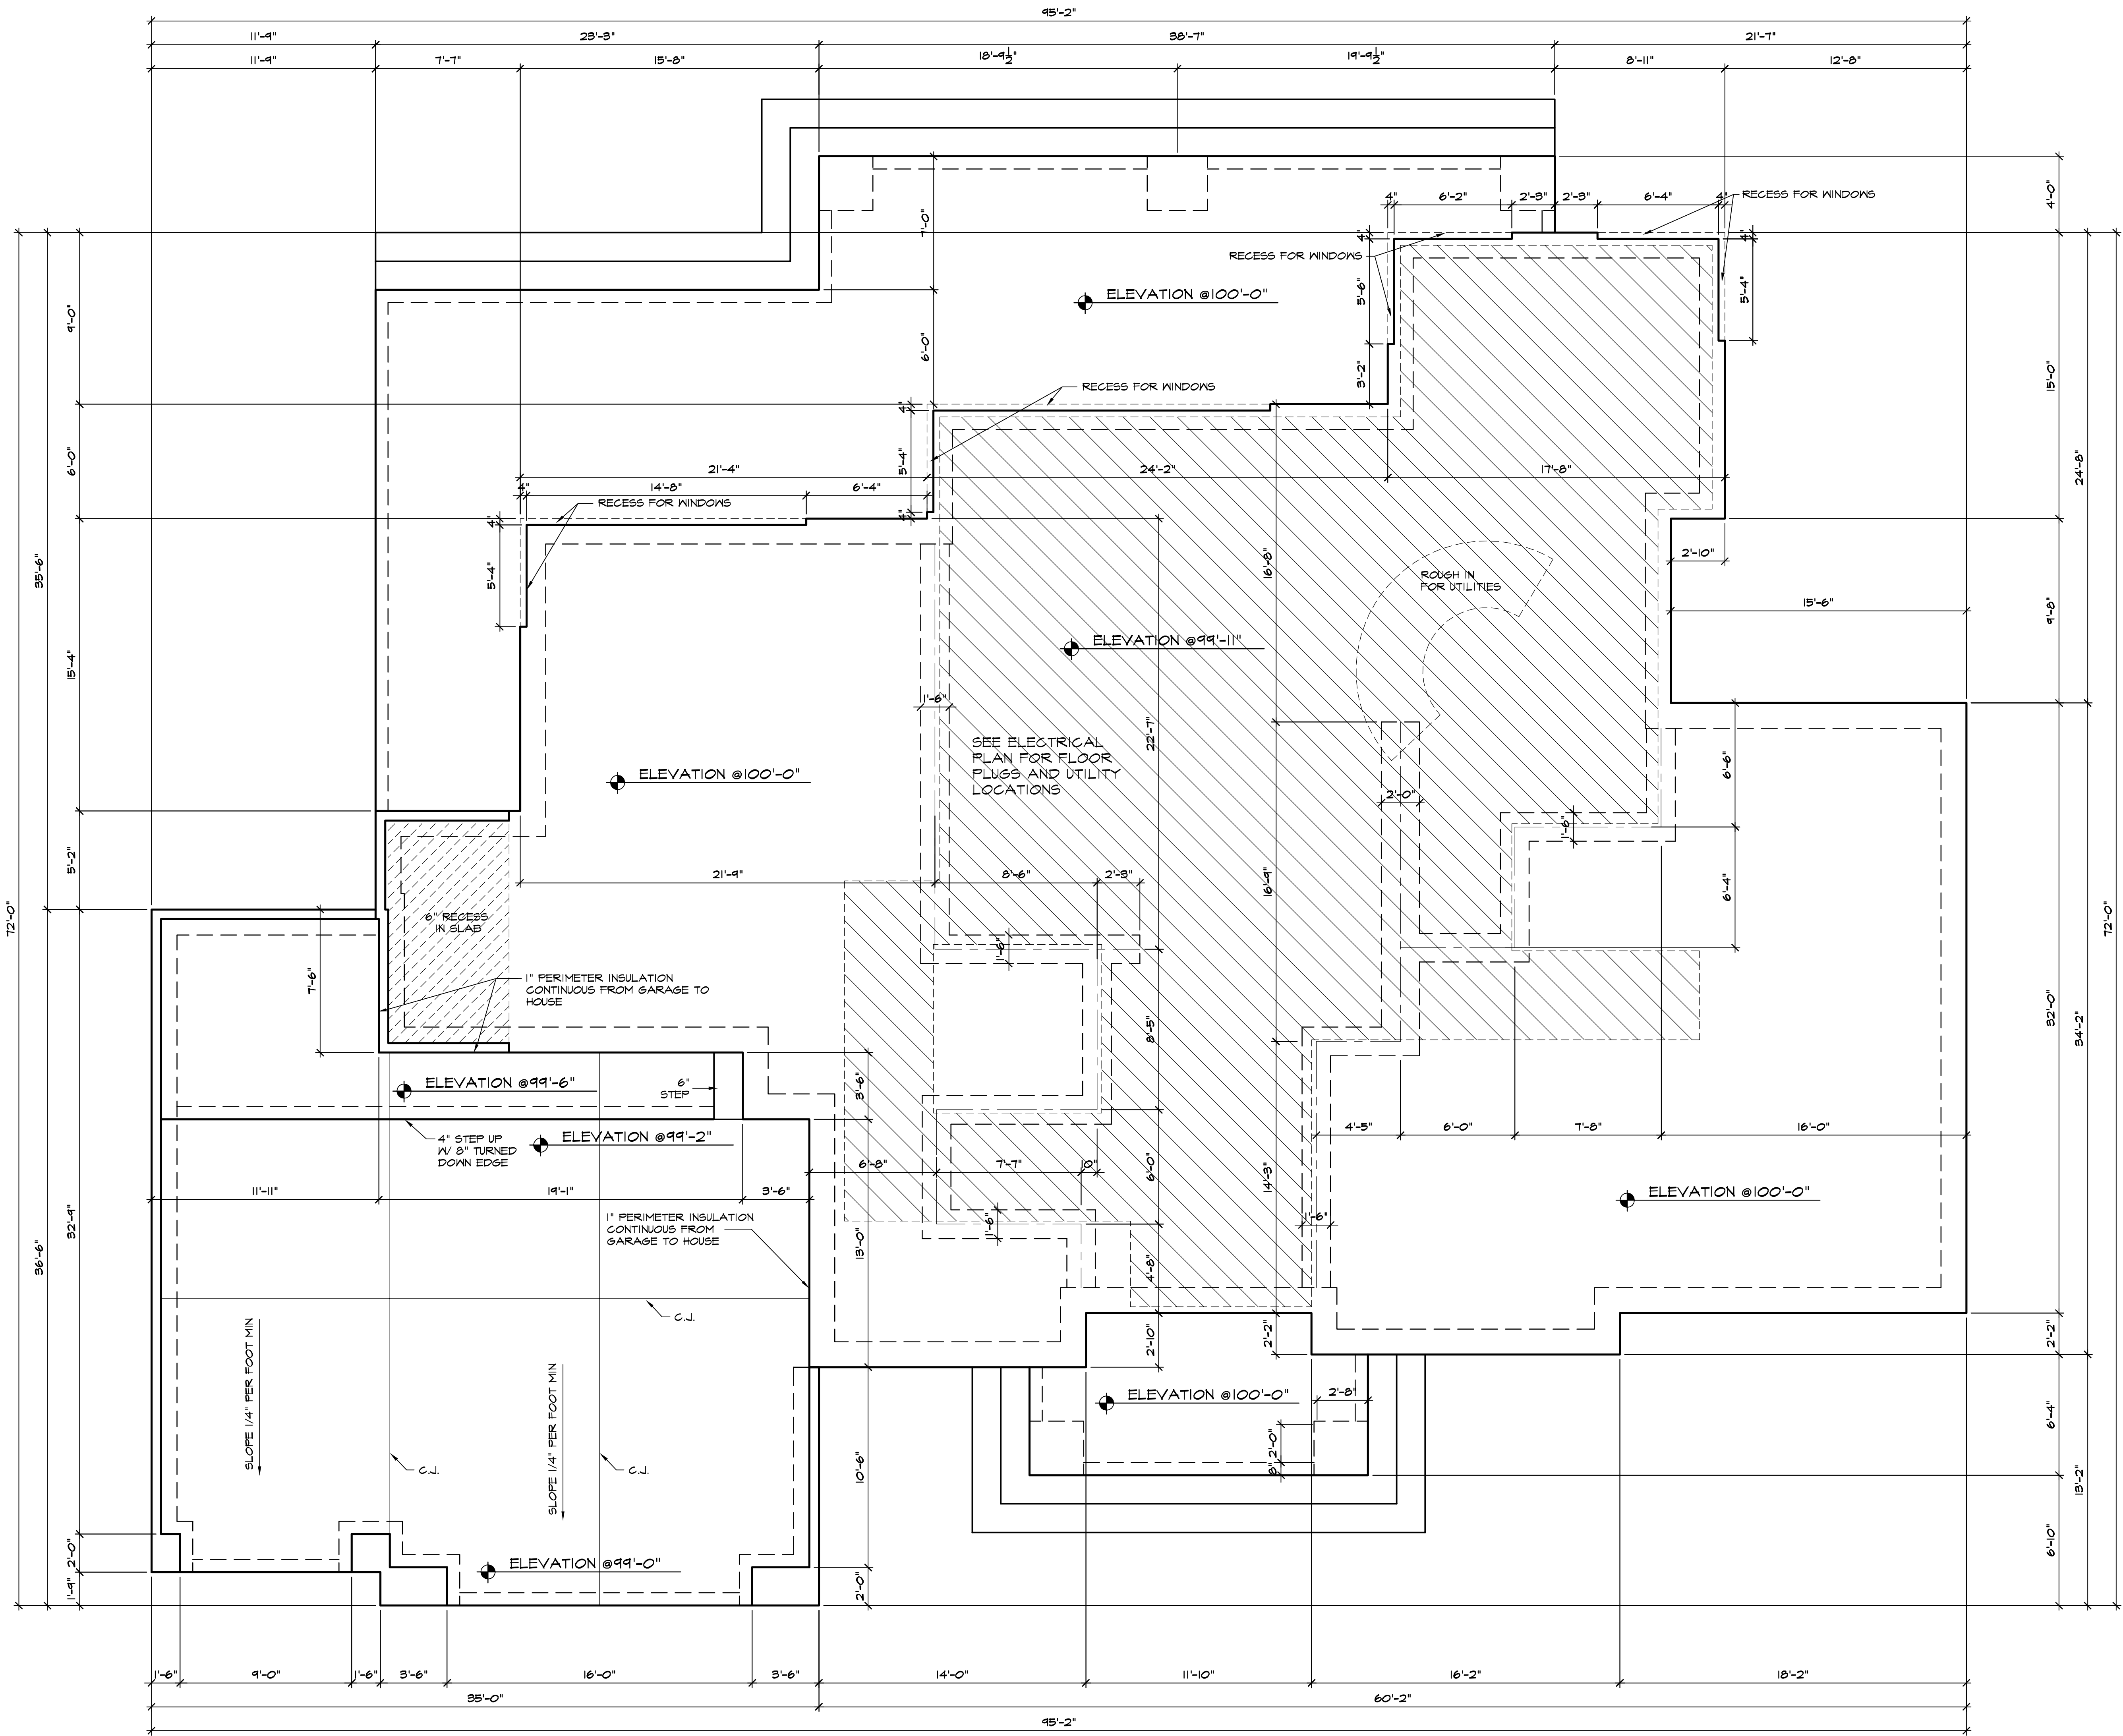 95'-2"
11'-9" 23'-3" 38'-7" 21'-7"
11'-9" 7'-7" 15'-8" 18'-9½" 19'-9½" 8'-11" 12'-8"
4" 6'-2" 2'-3" 2'-3" 6'-4" 4"
RECESS FOR WINDOWS
4'-0"
7'-0"
4"
4"
RECESS FOR WINDOWS
5'-6"
5'-4"
ELEVATION @100'-0"
9'-0"
6'-0"
3'-2"
15'-0"
RECESS FOR WINDOWS
4"
5'-4"
4"
6'-0"
24'-8"
21'-4" 24'-2" 17'-8"
4" 14'-8" 6'-4"
RECESS FOR WINDOWS
4"
5'-4"
35'-6"
16'-8"
2'-10"
ROUGH IN
FOR UTILITIES
15'-6"
9'-8"
15'-4"
ELEVATION @99'-11"
1'-6"
22'-7"
SEE ELECTRICAL
PLAN FOR FLOOR
PLUGS AND UTILITY
LOCATIONS
ELEVATION @100'-0"
2'-0"
6'-6"
1'-6"
5'-2"
21'-9" 8'-6" 2'-3"
16'-9"
6'-4"
72'-0"
72'-0"
6" RECESS
IN SLAB
1'-6"
7'-6"
1" PERIMETER INSULATION
CONTINUOUS FROM GARAGE TO
HOUSE
8'-5"
32'-0"
34'-2"
ELEVATION @99'-6"
6"
STEP
3'-6"
4" STEP UP
W/ 8" TURNED
DOWN EDGE
ELEVATION @99'-2"
4'-5" 6'-0" 7'-8" 16'-0"
6'-8" 7'-7" 10"
6'-0"
14'-3"
11'-11" 19'-1" 3'-6"
ELEVATION @100'-0"
32'-9"
36'-6"
1" PERIMETER INSULATION
CONTINUOUS FROM
GARAGE TO HOUSE
13'-0"
1'-6"
1'-6"
4'-8"
C.J.
2'-10"
2'-2"
2'-2"
SLOPE 1/4" PER FOOT MIN
SLOPE 1/4" PER FOOT MIN
ELEVATION @100'-0"
2'-8"
6'-4"
2'-0"
8"
C.J.
C.J.
10'-6"
13'-2"
2'-0"
ELEVATION @99'-0"
6'-10"
1'-9"
2'-0"
1'-6" 9'-0" 1'-6" 3'-6" 16'-0" 3'-6" 14'-0" 11'-10" 16'-2" 18'-2"
35'-0" 60'-2"
95'-2"